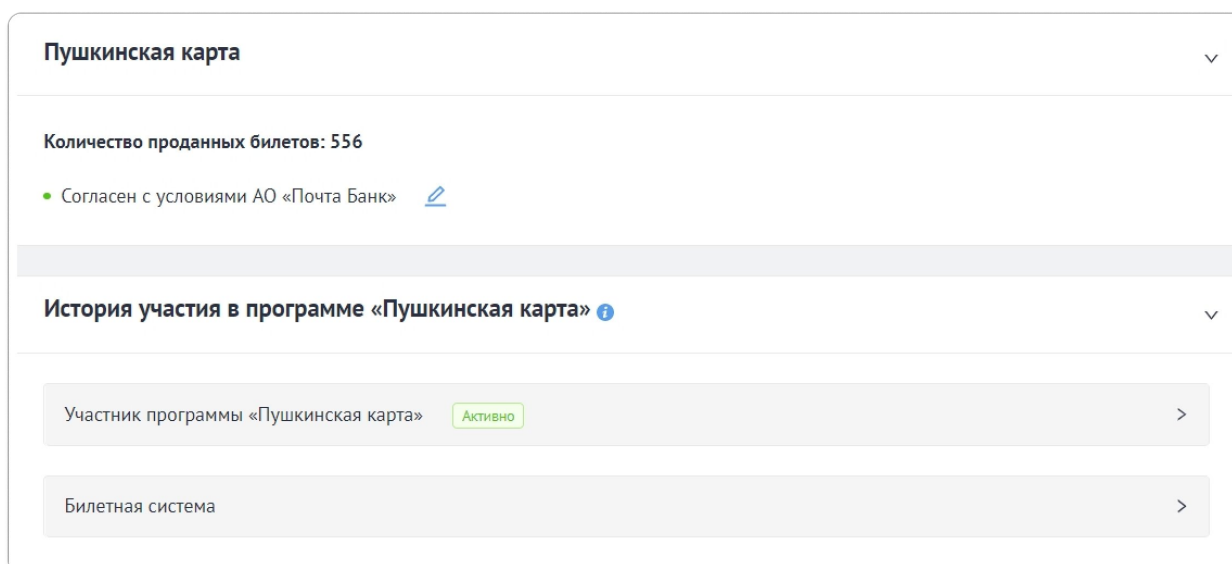 Пушкинская карта
Количество проданных билетов: 556
Согласен с условиями АО «Почта Банк»
История участия в программе «Пушкинская карта»
Участник программы «Пушкинская карта» Активно
Билетная система